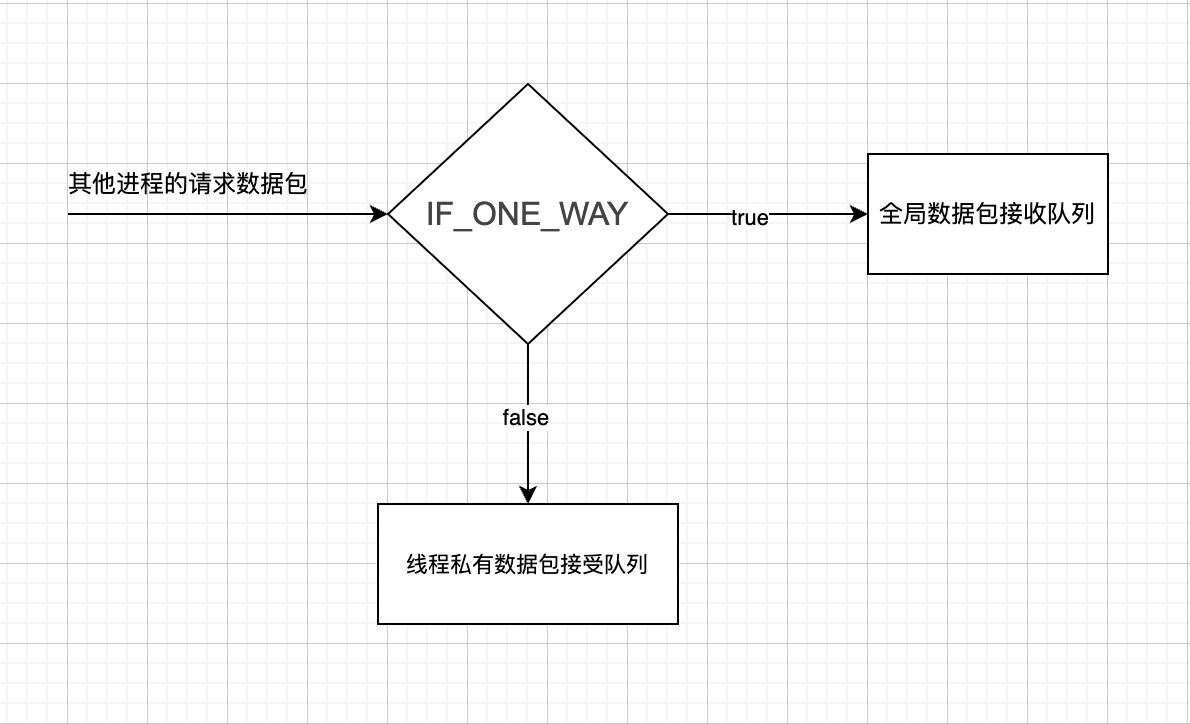 其他进程的请求数据包
IF_ONE_WAY
true
全局数据包接收队列
false
线程私有数据包接受队列